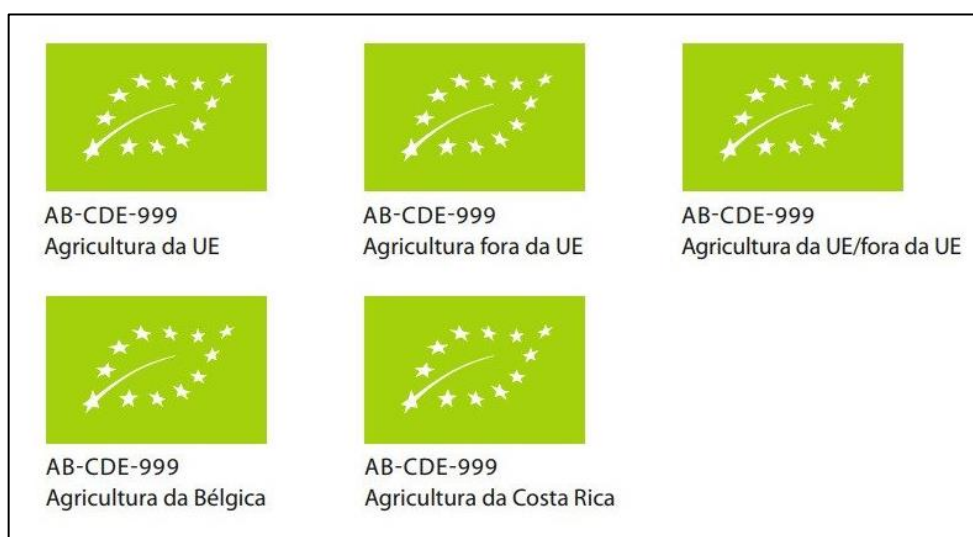 AB-CDE-999
Agricultura da UE
AB-CDE-999
Agricultura fora da UE
AB-CDE-999
Agricultura da UE/fora da UE
AB-CDE-999
Agricultura da Bélgica
AB-CDE-999
Agricultura da Costa Rica